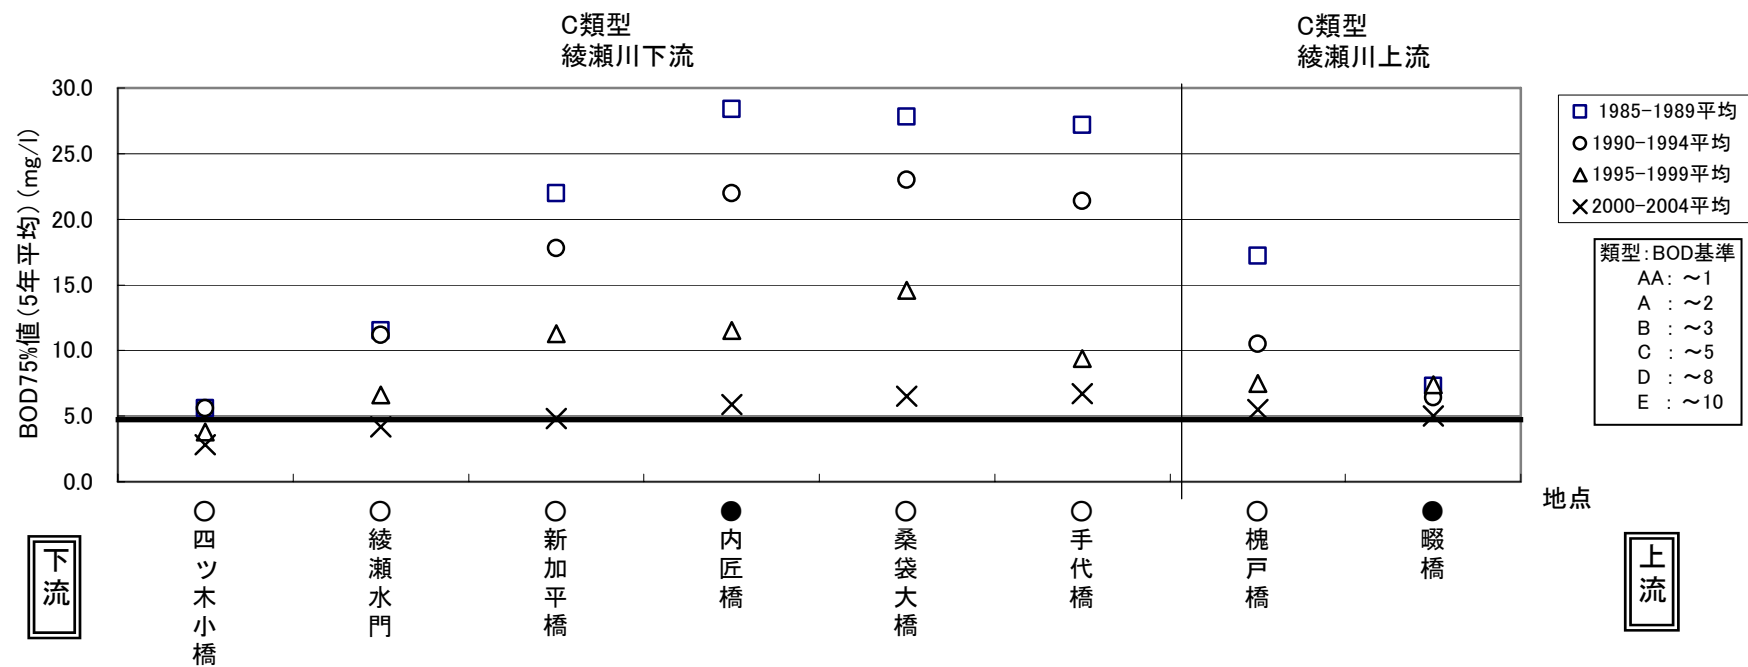 C類型
綾瀬川下流
C類型
綾瀬川上流
BOD75%値(5年平均)(mg/l)
30.0
25.0
20.0
15.0
10.0
5.0
0.0
1985-1989平均
1990-1994平均
1995-1999平均
2000-2004平均
類型:BOD基準
AA: ～1
A : ～2
B : ～3
C : ～5
D : ～8
E : ～10
地点
下流
四ツ木小橋
綾瀬水門
新加平橋
内匠橋
桑袋大橋
手代橋
槐戸橋
畷橋
上流